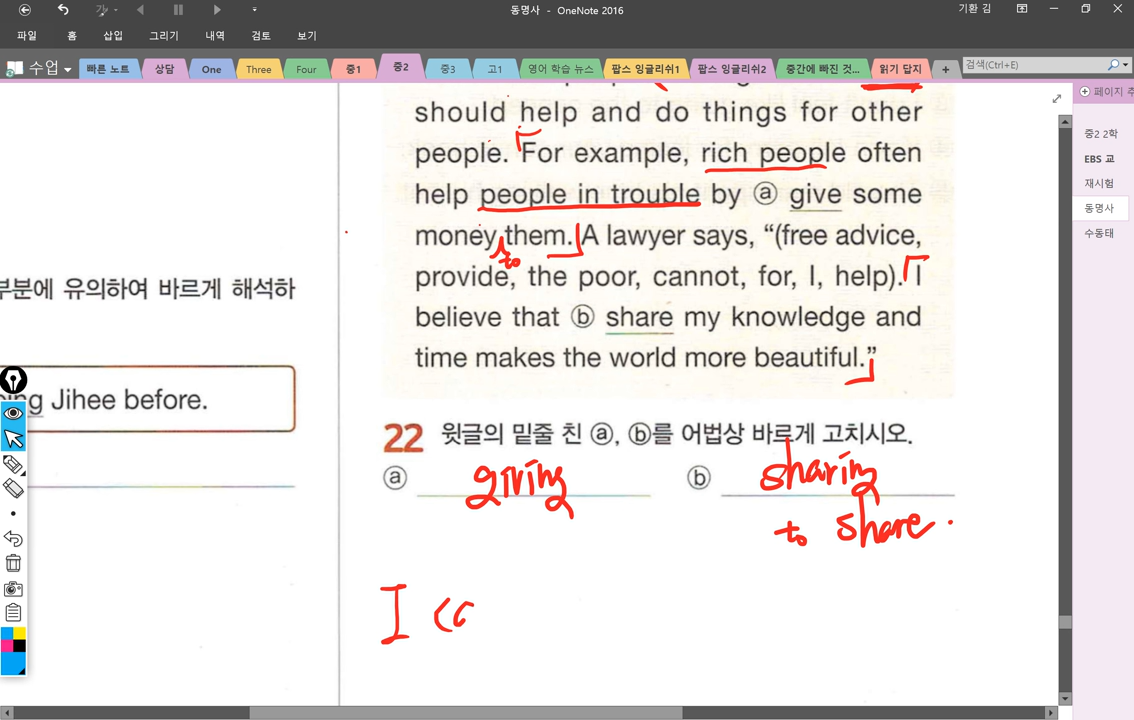 가
동명사 - OneNote 2016
기환 김
파일 홈 삽입 그리기 내역 검토 보기
수업 빠른 노트 상담 One Three Four 중1 중2 중3 고1 영어 학습 뉴스 팝스 잉글리쉬1 팝스 잉글리쉬2 중간에 빠진 것... 읽기 답지 + 검색(Ctrl+E)
페이지 추
중2 2학
EBS 교
재시험
동명사
수동태
부분에 유의하여 바르게 해석하
Jihee before.
should help and do things for other
people. For example, rich people often
help people in trouble by ⓐ give some
money them. A lawyer says, “(free advice,
to
provide, the poor, cannot, for, I, help). I
believe that ⓑ share my knowledge and
time makes the world more beautiful.”
22 윗글의 밑줄 친 ⓐ, ⓑ를 어법상 바르게 고치시오.
ⓐ giving ⓑ sharing
to share.
I co